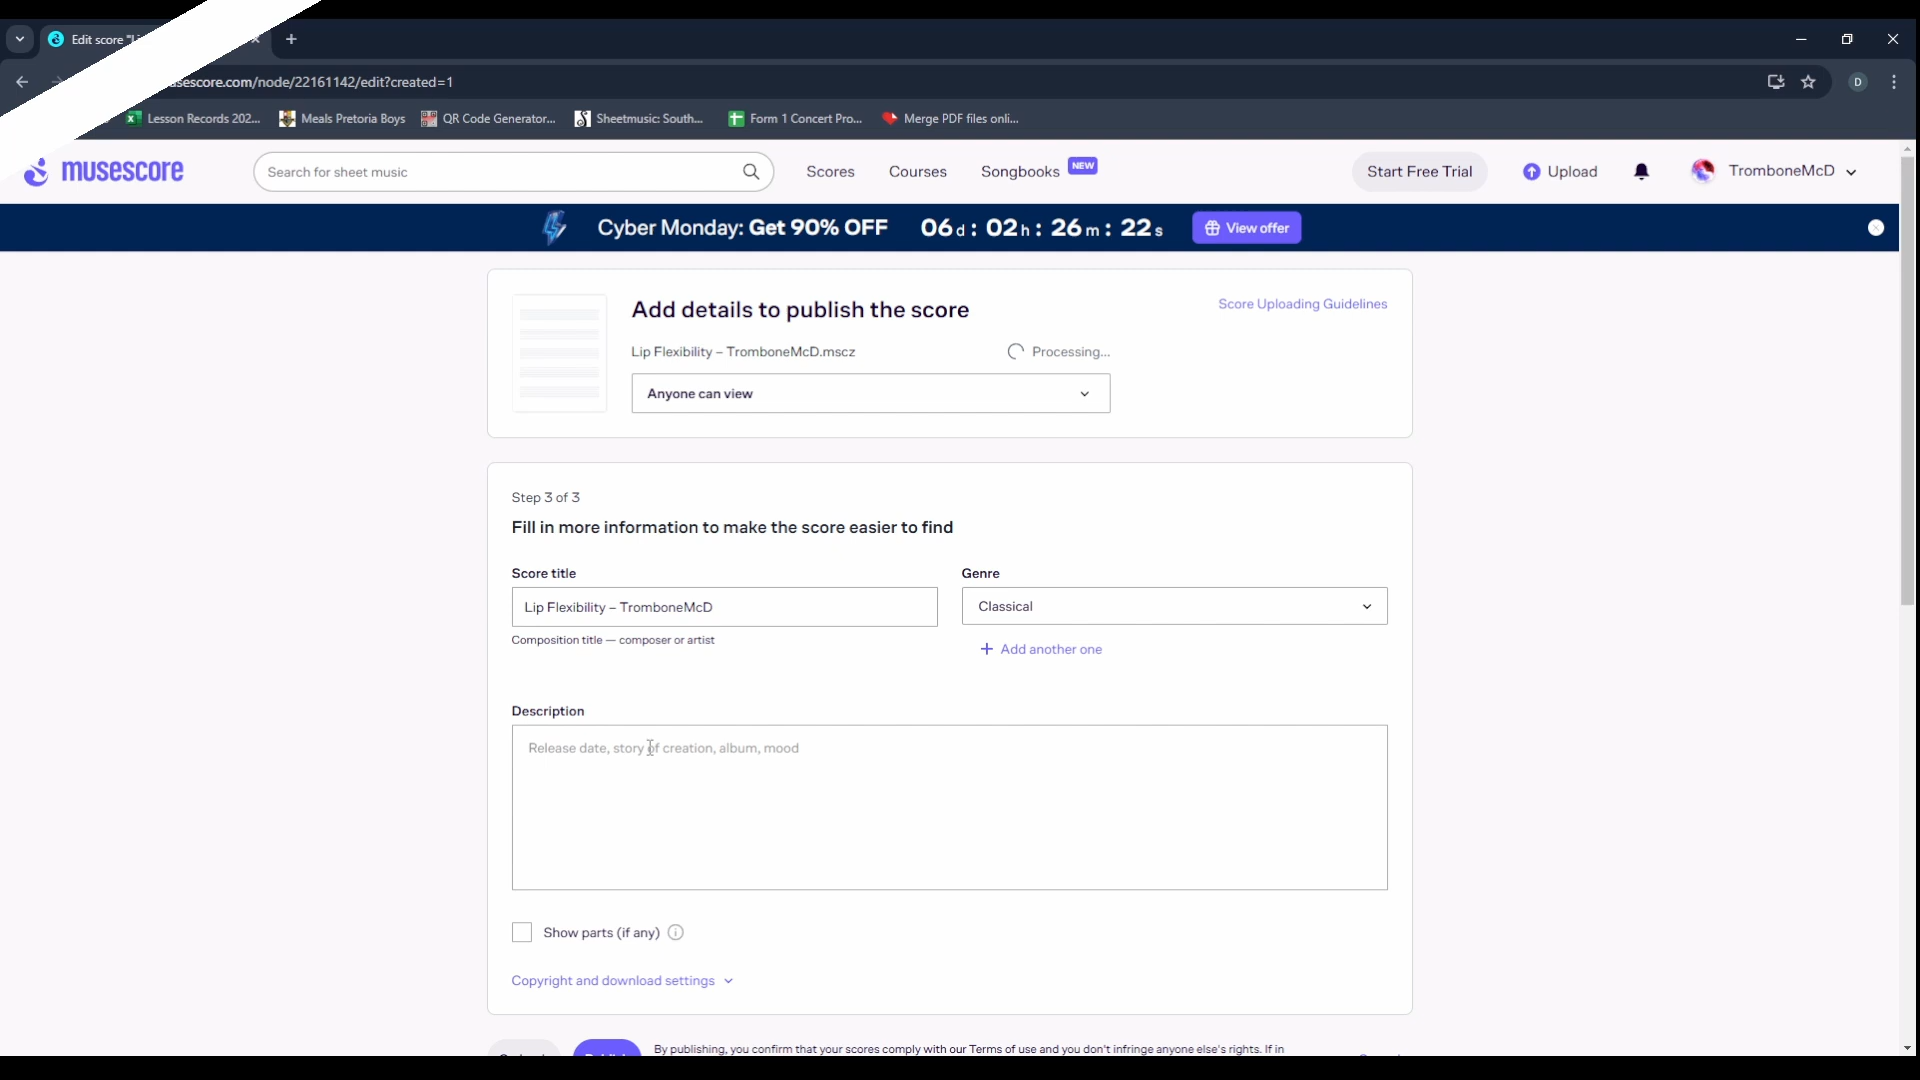 Edit score "Li
sescore.com/node/22161142/edit?created=1
Lesson Records 202... Meals Pretoria Boys QR Code Generator... Sheetmusic: South... Form 1 Concert Pro... Merge PDF files onli...
D
musescore
Search for sheet music
Scores Courses Songbooks NEW
Start Free Trial Upload TromboneMcD
Cyber Monday: Get 90% OFF 06d : 02h : 26m : 22s View offer
Add details to publish the score
Score Uploading Guidelines
Lip Flexibility – TromboneMcD.mscz Processing...
Anyone can view
Step 3 of 3
Fill in more information to make the score easier to find
Score title Genre
Lip Flexibility – TromboneMcD Classical
Composition title — composer or artist
+ Add another one
Description
Release date, story of creation, album, mood
Show parts (if any)
Copyright and download settings
By publishing, you confirm that your scores comply with our Terms of use and you don't infringe anyone else's rights. If in